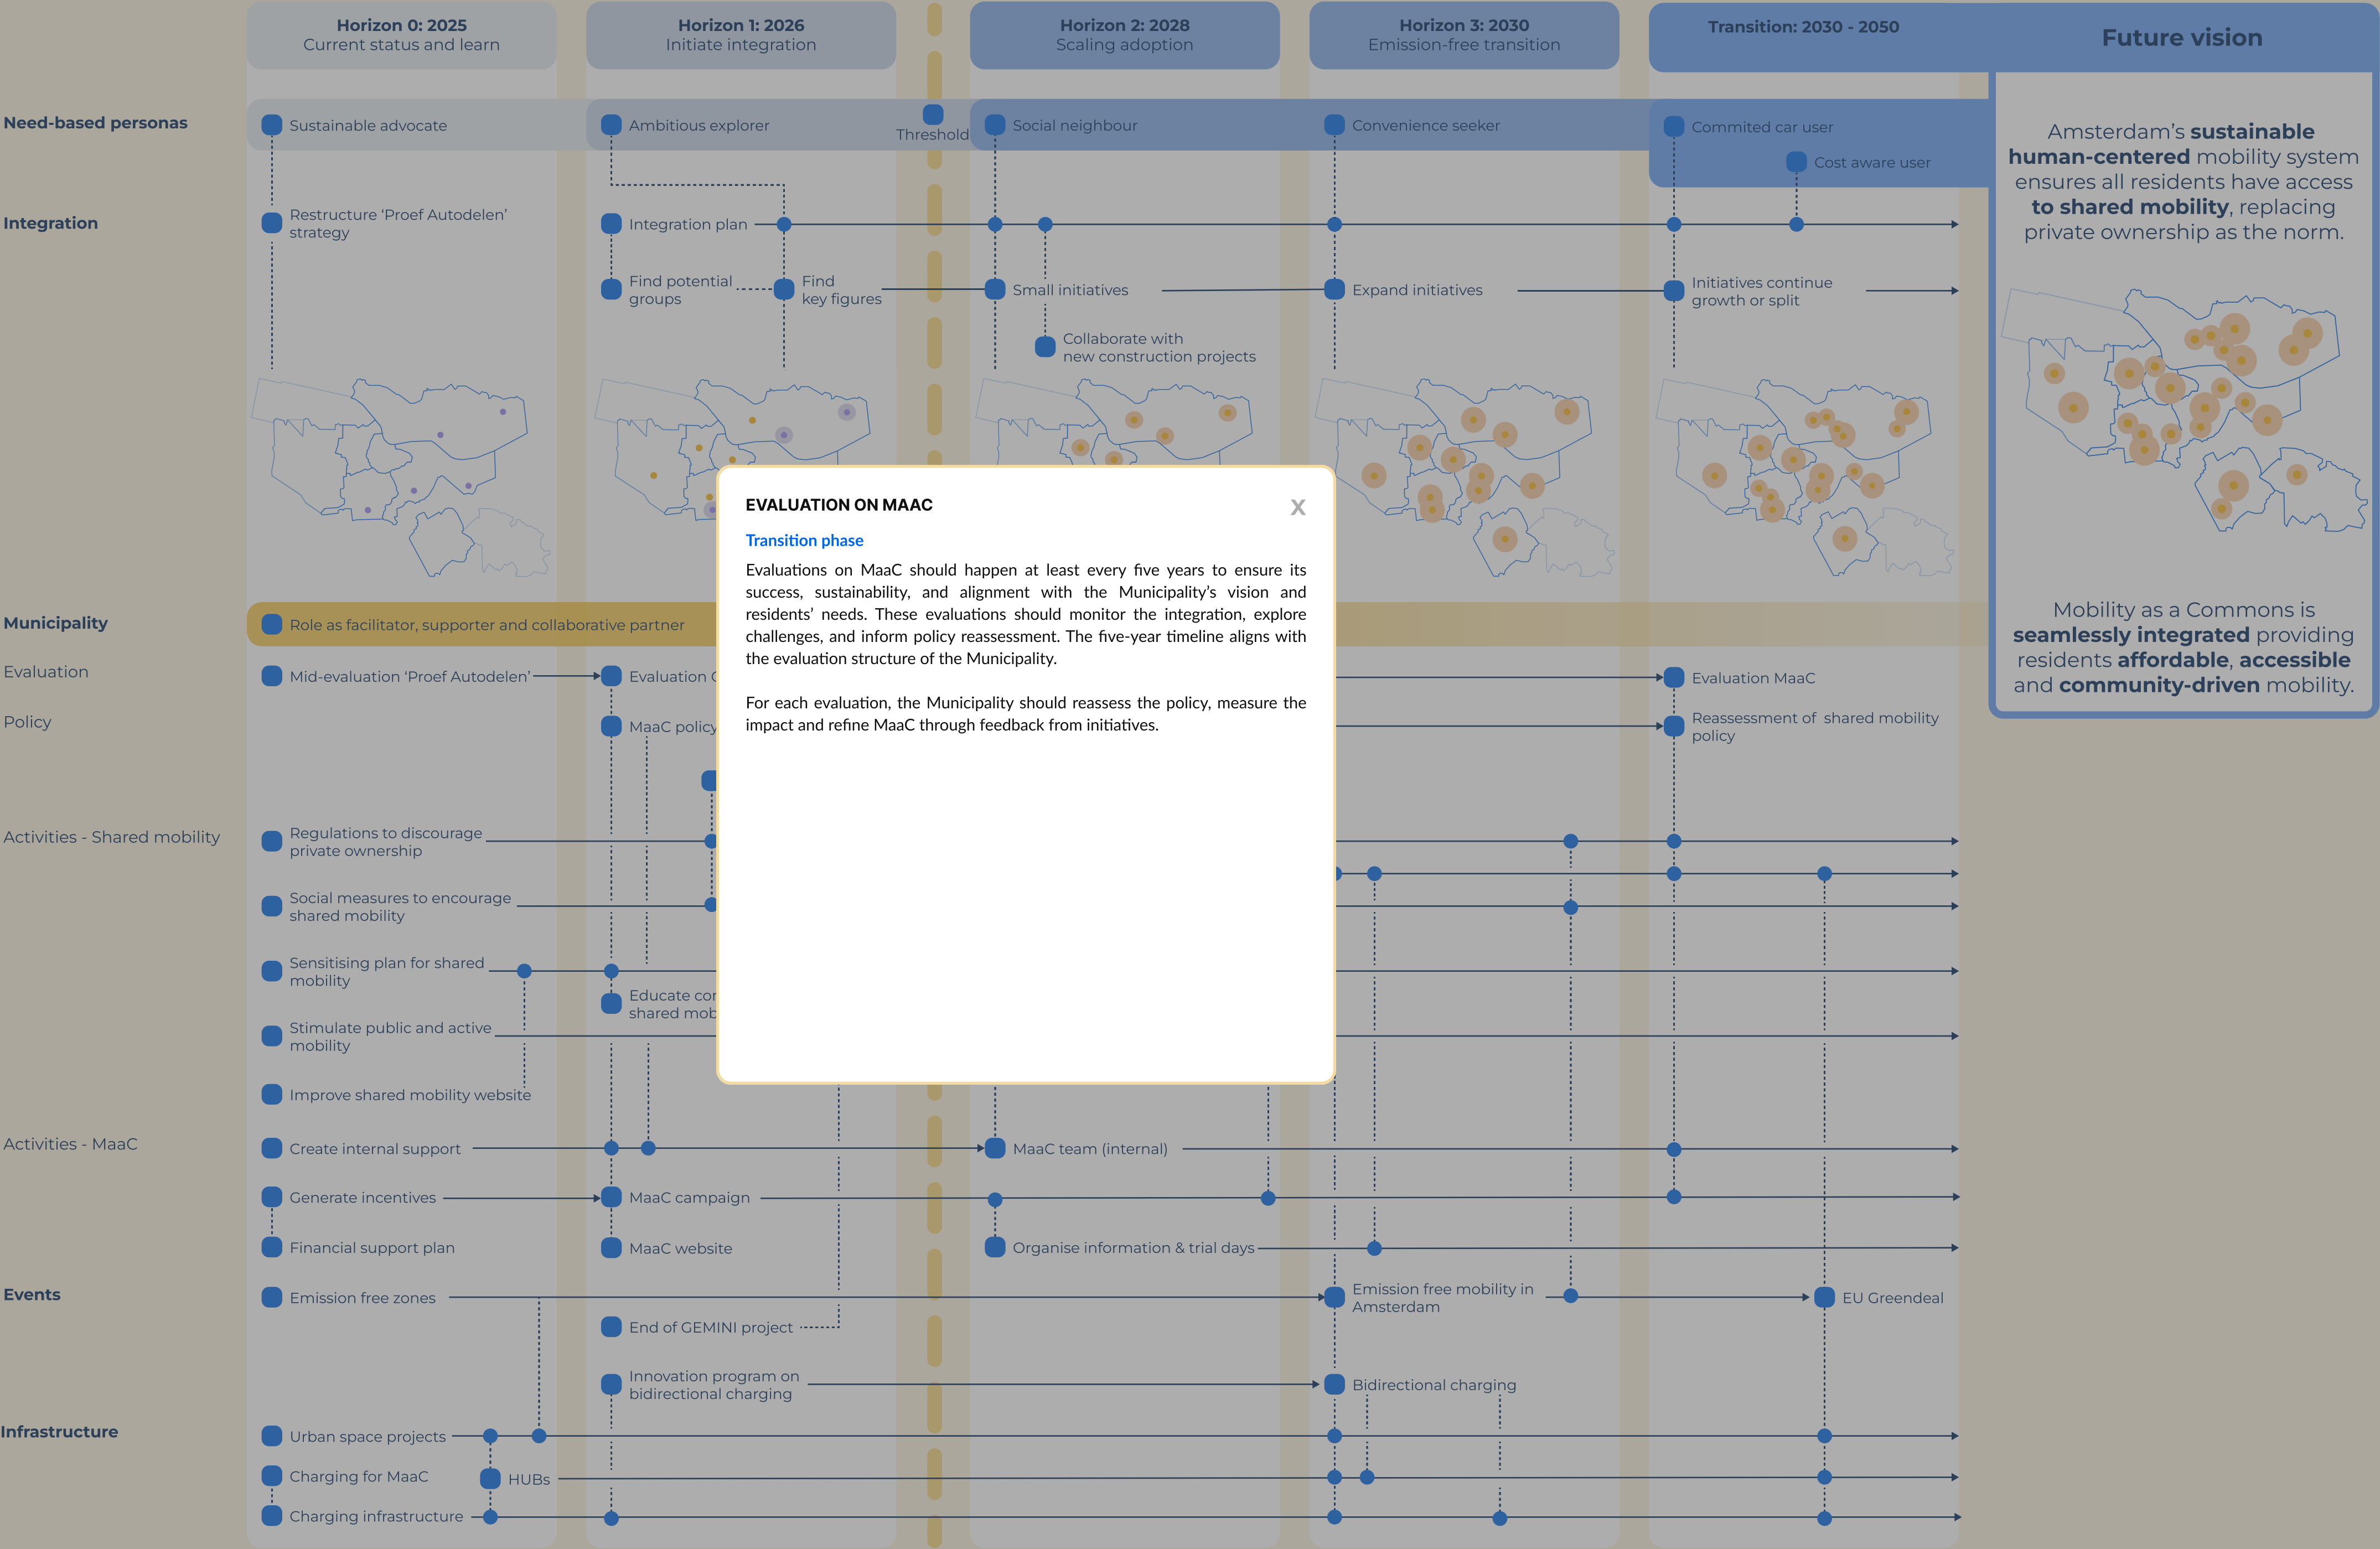 Horizon 0: 2025
Current status and learn
Horizon 1: 2026
Initiate integration
Horizon 2: 2028
Scaling adoption
Horizon 3: 2030
Emission-free transition
Transition: 2030 - 2050
Future vision
Need-based personas
Sustainable advocate
Ambitious explorer
Threshold
Social neighbour
Convenience seeker
Commited car user
Cost aware user
Integration
Restructure ‘Proef Autodelen’
strategy
Integration plan
Find potential
groups
Find
key figures
Small initiatives
Collaborate with
new construction projects
Expand initiatives
Initiatives continue
growth or split
Amsterdam’s sustainable
human-centered mobility system
ensures all residents have access
to shared mobility, replacing
private ownership as the norm.
Mobility as a Commons is
seamlessly integrated providing
residents affordable, accessible
and community-driven mobility.
EVALUATION ON MAAC
X
Transition phase
Evaluations on MaaC should happen at least every five years to ensure its
success, sustainability, and alignment with the Municipality’s vision and
residents’ needs. These evaluations should monitor the integration, explore
challenges, and inform policy reassessment. The five-year timeline aligns with
the evaluation structure of the Municipality.
For each evaluation, the Municipality should reassess the policy, measure the
impact and refine MaaC through feedback from initiatives.
Municipality
Role as facilitator, supporter and collaborative partner
Evaluation
Mid-evaluation ‘Proef Autodelen’
Evaluation
Evaluation MaaC
Policy
MaaC policy
Reassessment of shared mobility
policy
Activities - Shared mobility
Regulations to discourage
private ownership
Social measures to encourage
shared mobility
Sensitising plan for shared
mobility
Educate
shared
Stimulate public and active
mobility
Improve shared mobility website
Activities - MaaC
Create internal support
MaaC team (internal)
Generate incentives
MaaC campaign
Financial support plan
MaaC website
Organise information & trial days
Events
Emission free zones
Emission free mobility in
Amsterdam
EU Greendeal
End of GEMINI project
Innovation program on
bidirectional charging
Bidirectional charging
Infrastructure
Urban space projects
Charging for MaaC
HUBs
Charging infrastructure